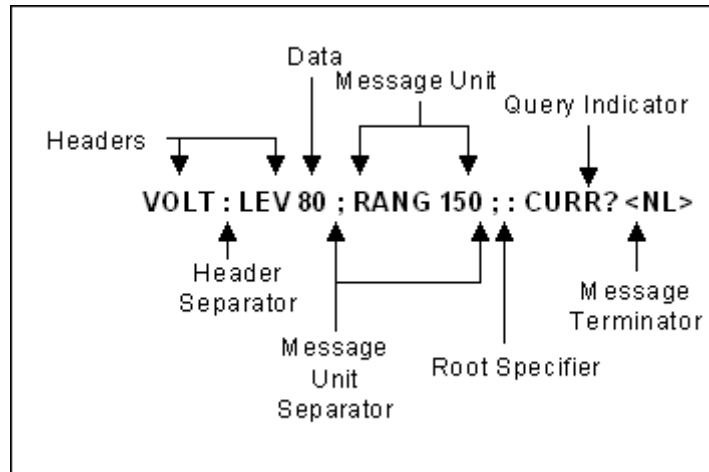 Data
Message Unit
Query Indicator
Headers
VOLT : LEV 80 ; RANG 150 ; : CURR? <NL>
Header
Separator
Message
Unit
Separator
Root Specifier
Message
Terminator